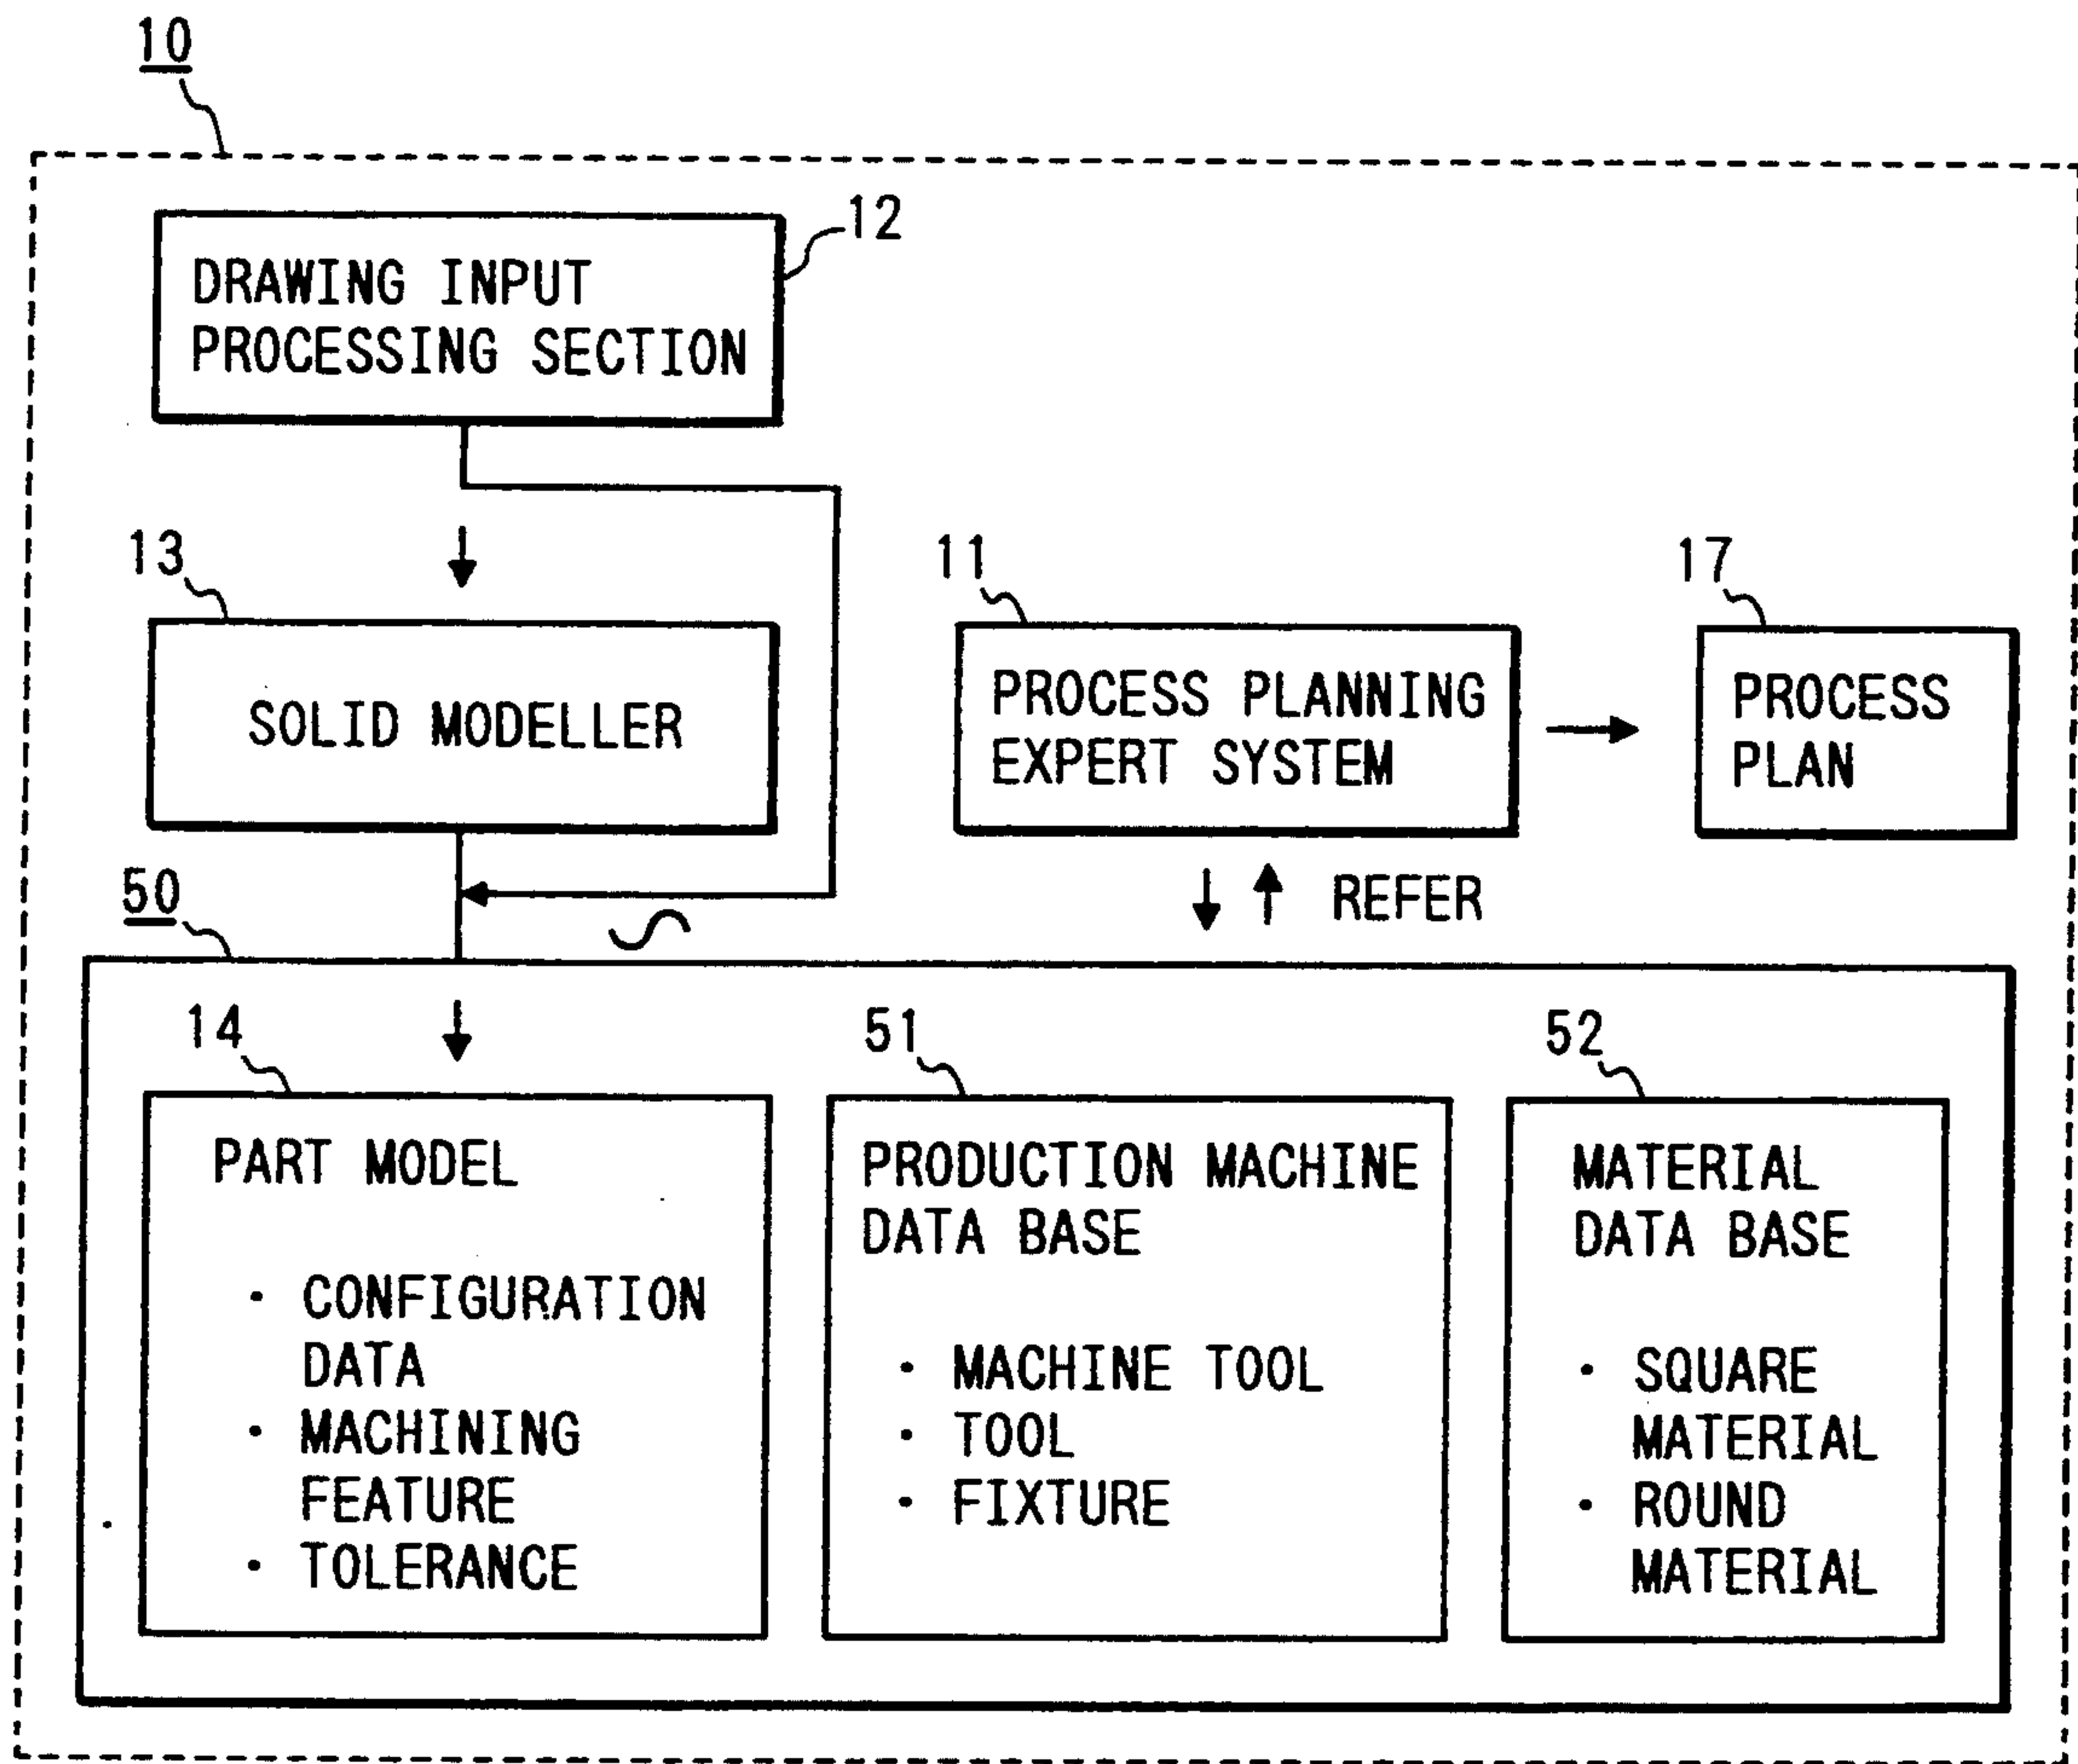 10
12
DRAWING INPUT
PROCESSING SECTION
13
SOLID MODELLER
11
PROCESS PLANNING
EXPERT SYSTEM
17
PROCESS
PLAN
REFER
50
14
PART MODEL
· CONFIGURATION
DATA
· MACHINING
FEATURE
· TOLERANCE
51
PRODUCTION MACHINE
DATA BASE
· MACHINE TOOL
· TOOL
· FIXTURE
52
MATERIAL
DATA BASE
· SQUARE
MATERIAL
· ROUND
MATERIAL